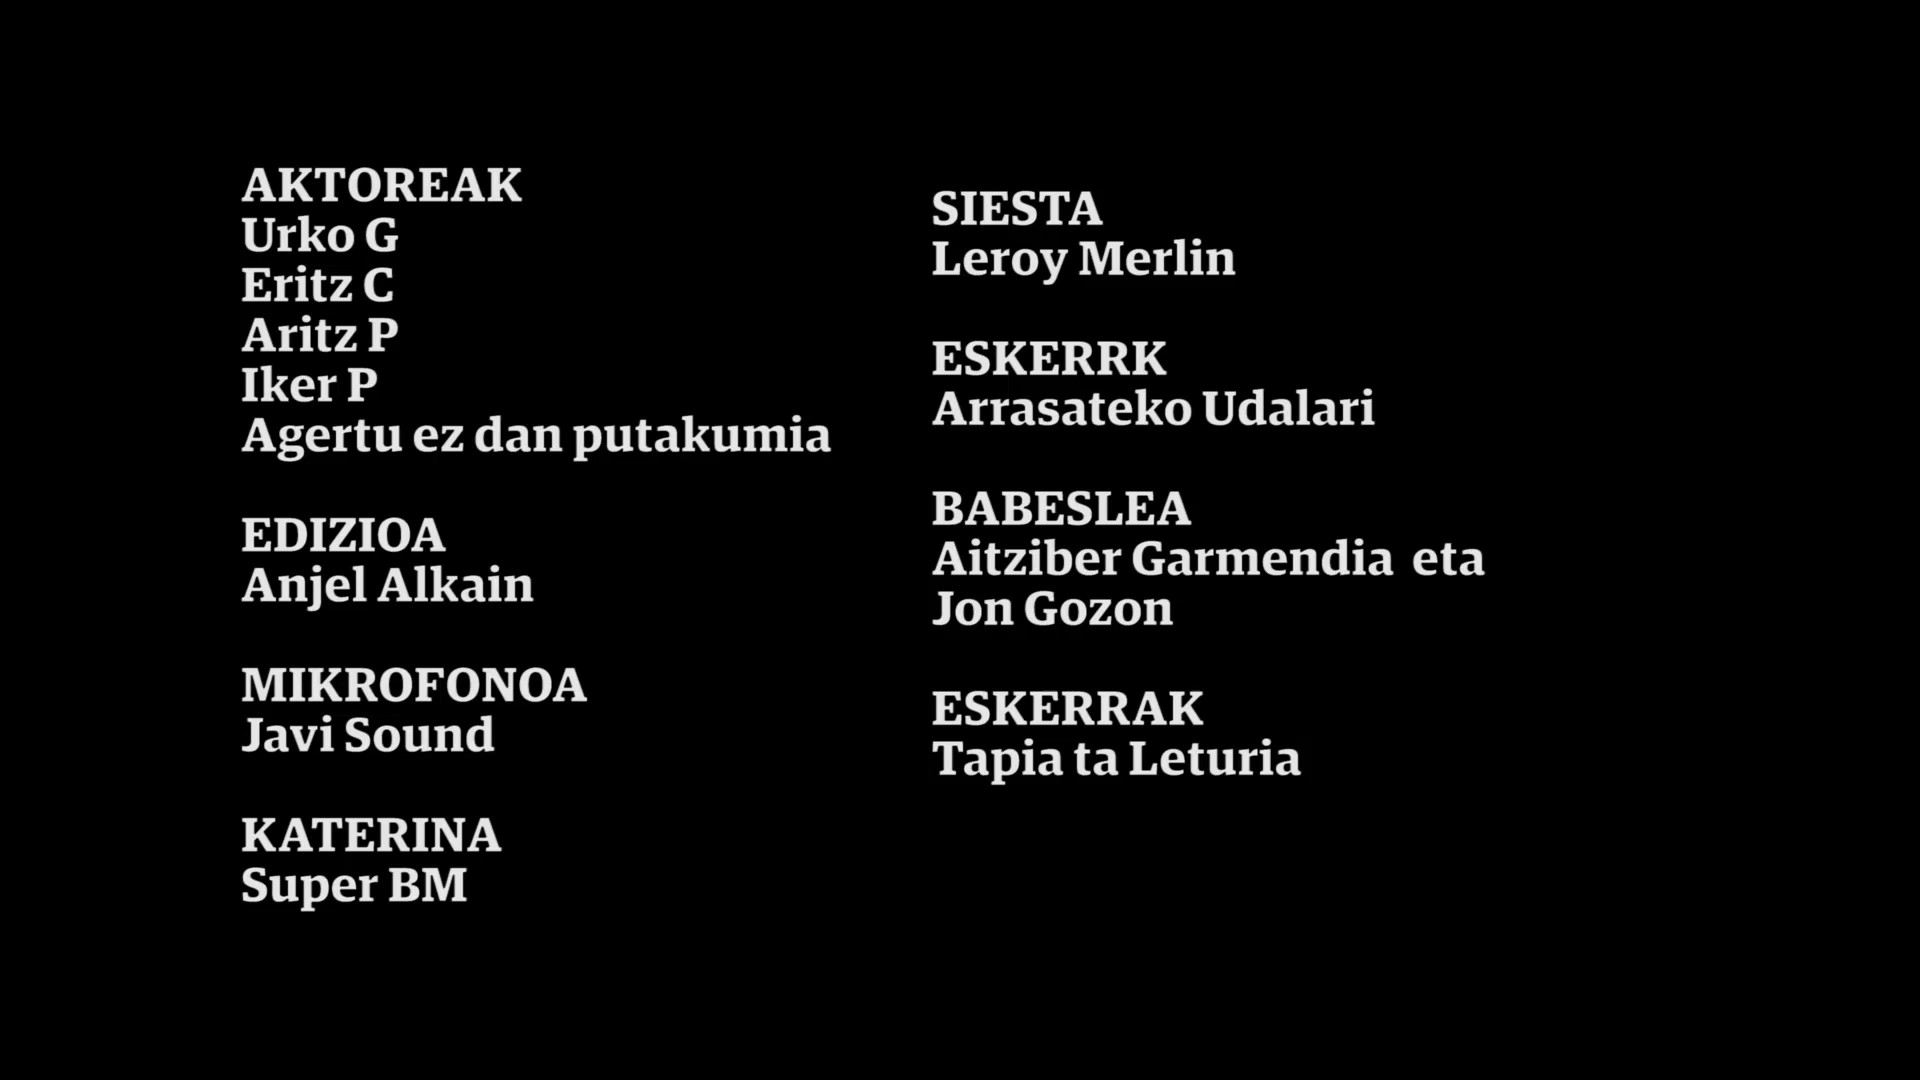 AKTOREAK
Urko G
Eritz C
Aritz P
Iker P
Agertu ez dan putakumia
EDIZIOA
Anjel Alkain
MIKROFONOA
Javi Sound
KATERINA
Super BM
SIESTA
Leroy Merlin
ESKERRK
Arrasateko Udalari
BABESLEA
Aitziber Garmendia eta
Jon Gozon
ESKERRAK
Tapia ta Leturia